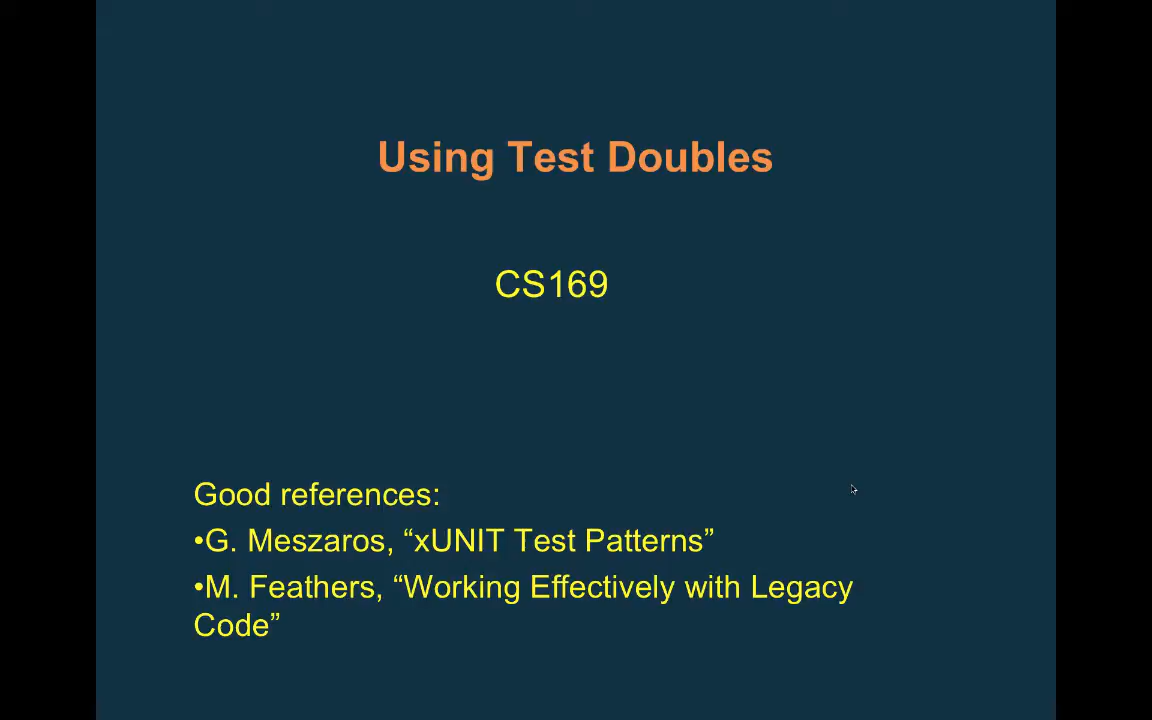 Using Test Doubles
CS169
Good references:
•G. Meszaros, “xUNIT Test Patterns”
•M. Feathers, “Working Effectively with Legacy
Code”